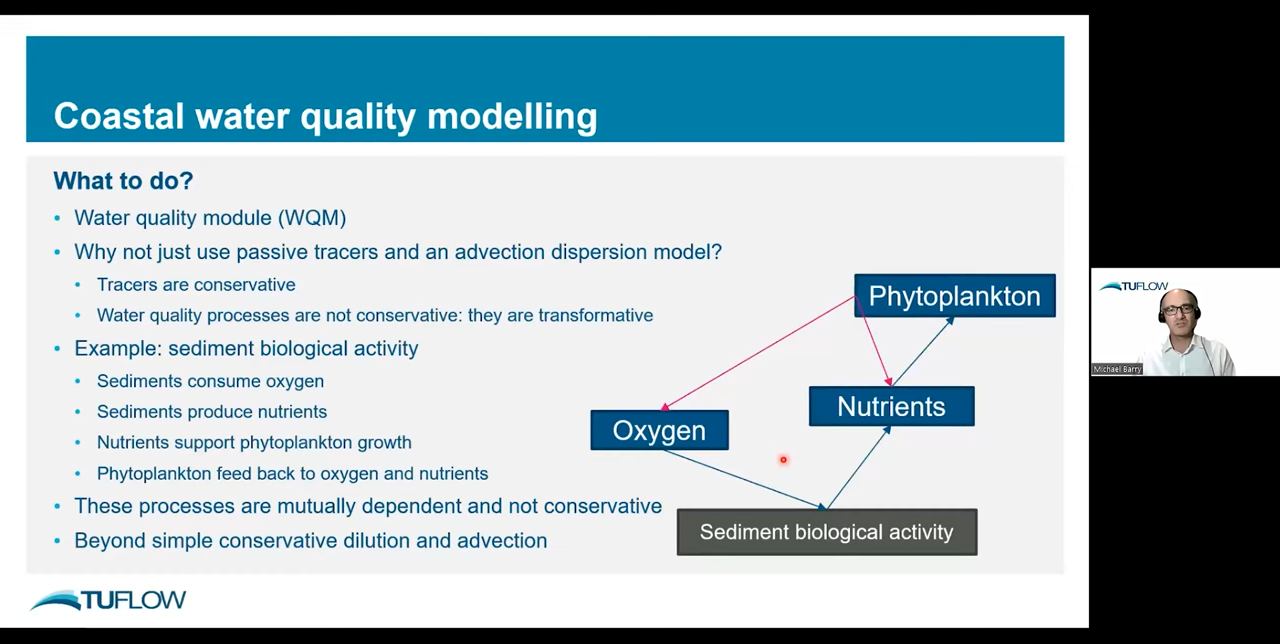 Coastal water quality modelling
What to do?
• Water quality module (WQM)
• Why not just use passive tracers and an advection dispersion model?
• Tracers are conservative
• Water quality processes are not conservative: they are transformative
• Example: sediment biological activity
• Sediments consume oxygen
• Sediments produce nutrients
• Nutrients support phytoplankton growth
• Phytoplankton feed back to oxygen and nutrients
• These processes are mutually dependent and not conservative
• Beyond simple conservative dilution and advection
Phytoplankton
Nutrients
Oxygen
Sediment biological activity
TUFLOW
TUFLOW
Michael Barry